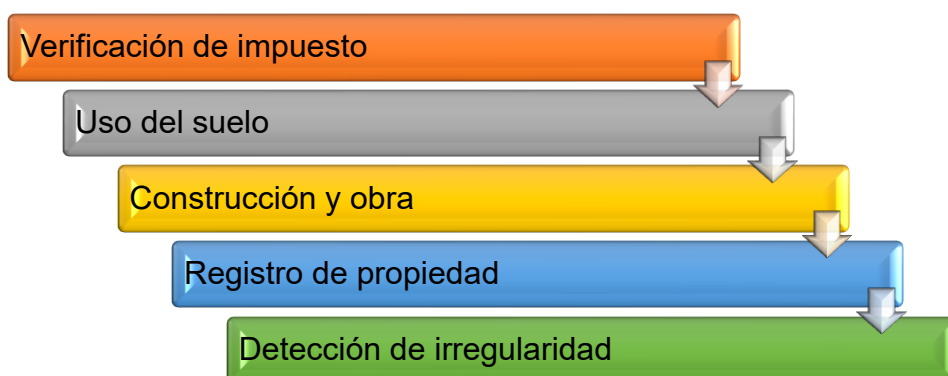 Verificación de impuesto
Uso del suelo
Construcción y obra
Registro de propiedad
Detección de irregularidad